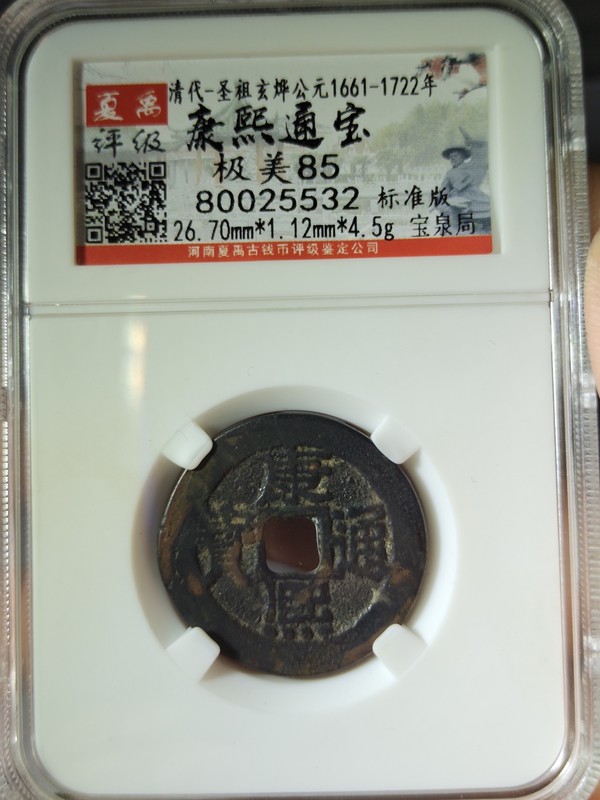 夏禹
评级
清代-圣祖玄烨公元1661-1722年
康熙通宝
极美85
80025532 标准版
26.70mm*1.12mm*4.5g 宝泉局
河南夏禹古钱币评级鉴定公司
康熙通寳